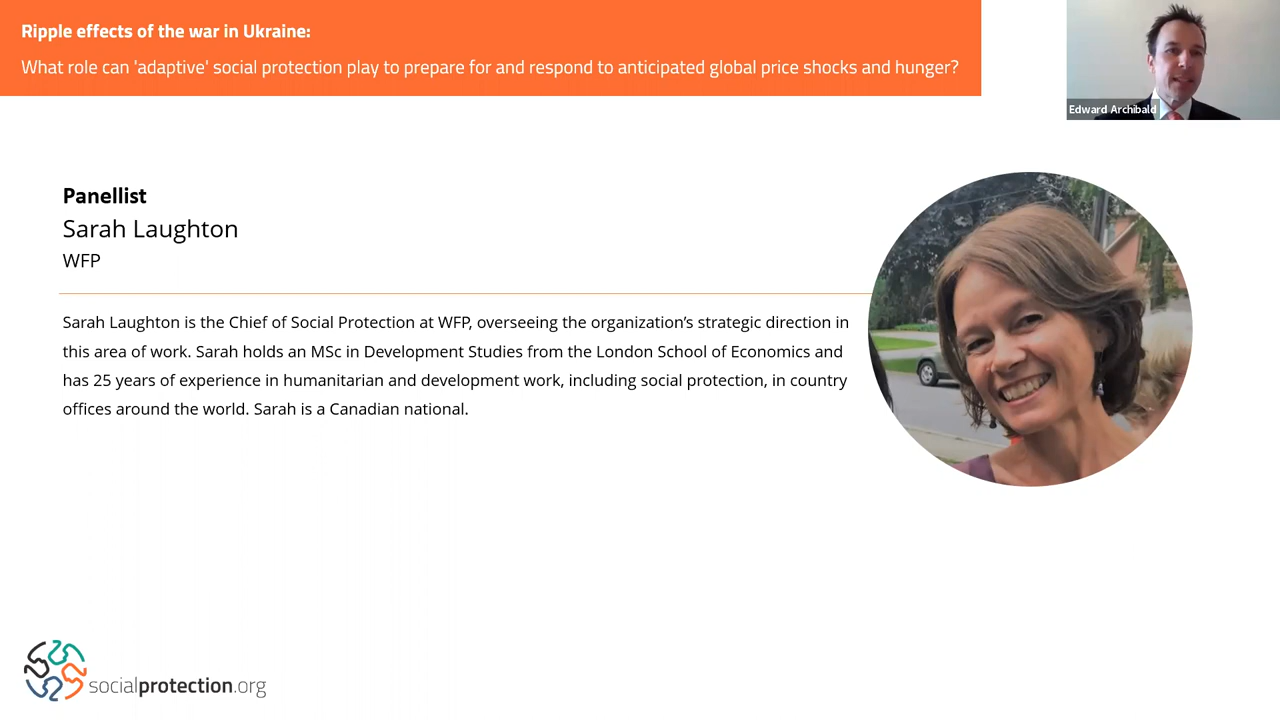 Ripple effects of the war in Ukraine:
What role can 'adaptive' social protection play to prepare for and respond to anticipated global price shocks and hunger?
Edward Archibald
Panellist
Sarah Laughton
WFP
Sarah Laughton is the Chief of Social Protection at WFP, overseeing the organization’s strategic direction in
this area of work. Sarah holds an MSc in Development Studies from the London School of Economics and
has 25 years of experience in humanitarian and development work, including social protection, in country
offices around the world. Sarah is a Canadian national.
socialprotection.org